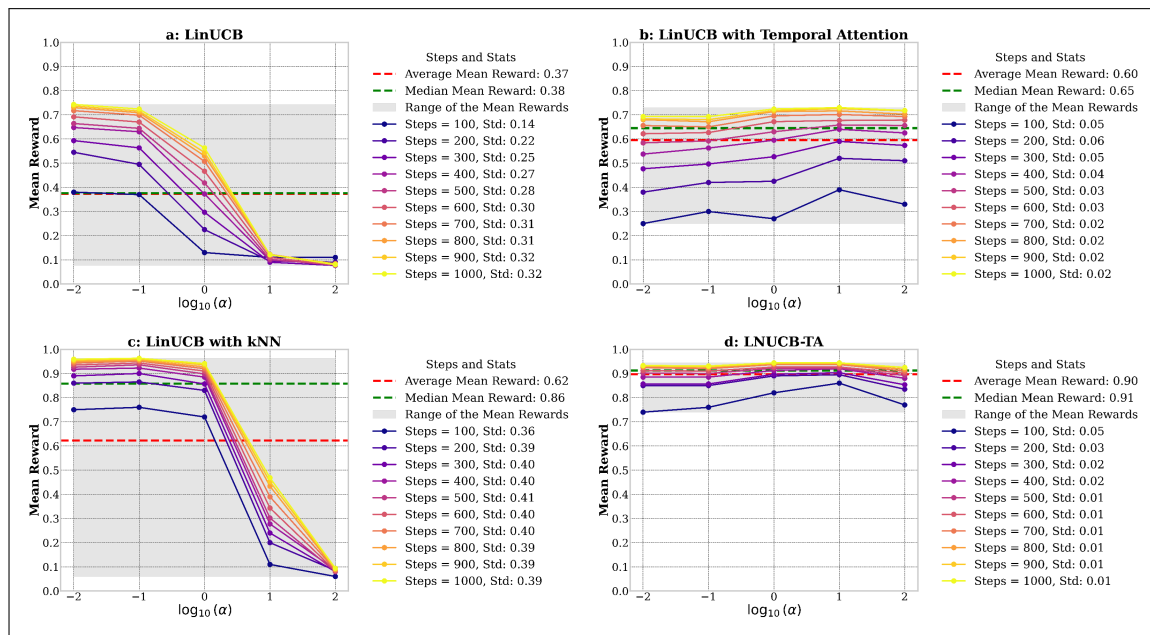 a: LinUCB
Mean Reward
1.0
0.9
0.8
0.7
0.6
0.5
0.4
0.3
0.2
0.1
0.0
−2
−1
0
1
2
log10(α)
Steps and Stats
Average Mean Reward: 0.37
Median Mean Reward: 0.38
Range of the Mean Rewards
Steps = 100, Std: 0.14
Steps = 200, Std: 0.22
Steps = 300, Std: 0.25
Steps = 400, Std: 0.27
Steps = 500, Std: 0.28
Steps = 600, Std: 0.30
Steps = 700, Std: 0.31
Steps = 800, Std: 0.31
Steps = 900, Std: 0.32
Steps = 1000, Std: 0.32
b: LinUCB with Temporal Attention
Mean Reward
1.0
0.9
0.8
0.7
0.6
0.5
0.4
0.3
0.2
0.1
0.0
−2
−1
0
1
2
log10(α)
Steps and Stats
Average Mean Reward: 0.60
Median Mean Reward: 0.65
Range of the Mean Rewards
Steps = 100, Std: 0.05
Steps = 200, Std: 0.06
Steps = 300, Std: 0.05
Steps = 400, Std: 0.04
Steps = 500, Std: 0.03
Steps = 600, Std: 0.03
Steps = 700, Std: 0.02
Steps = 800, Std: 0.02
Steps = 900, Std: 0.02
Steps = 1000, Std: 0.02
c: LinUCB with kNN
Mean Reward
1.0
0.9
0.8
0.7
0.6
0.5
0.4
0.3
0.2
0.1
0.0
−2
−1
0
1
2
log10(α)
Steps and Stats
Average Mean Reward: 0.62
Median Mean Reward: 0.86
Range of the Mean Rewards
Steps = 100, Std: 0.36
Steps = 200, Std: 0.39
Steps = 300, Std: 0.40
Steps = 400, Std: 0.40
Steps = 500, Std: 0.41
Steps = 600, Std: 0.40
Steps = 700, Std: 0.40
Steps = 800, Std: 0.39
Steps = 900, Std: 0.39
Steps = 1000, Std: 0.39
d: LNUCB-TA
Mean Reward
1.0
0.9
0.8
0.7
0.6
0.5
0.4
0.3
0.2
0.1
0.0
−2
−1
0
1
2
log10(α)
Steps and Stats
Average Mean Reward: 0.90
Median Mean Reward: 0.91
Range of the Mean Rewards
Steps = 100, Std: 0.05
Steps = 200, Std: 0.03
Steps = 300, Std: 0.02
Steps = 400, Std: 0.02
Steps = 500, Std: 0.01
Steps = 600, Std: 0.01
Steps = 700, Std: 0.01
Steps = 800, Std: 0.01
Steps = 900, Std: 0.01
Steps = 1000, Std: 0.01